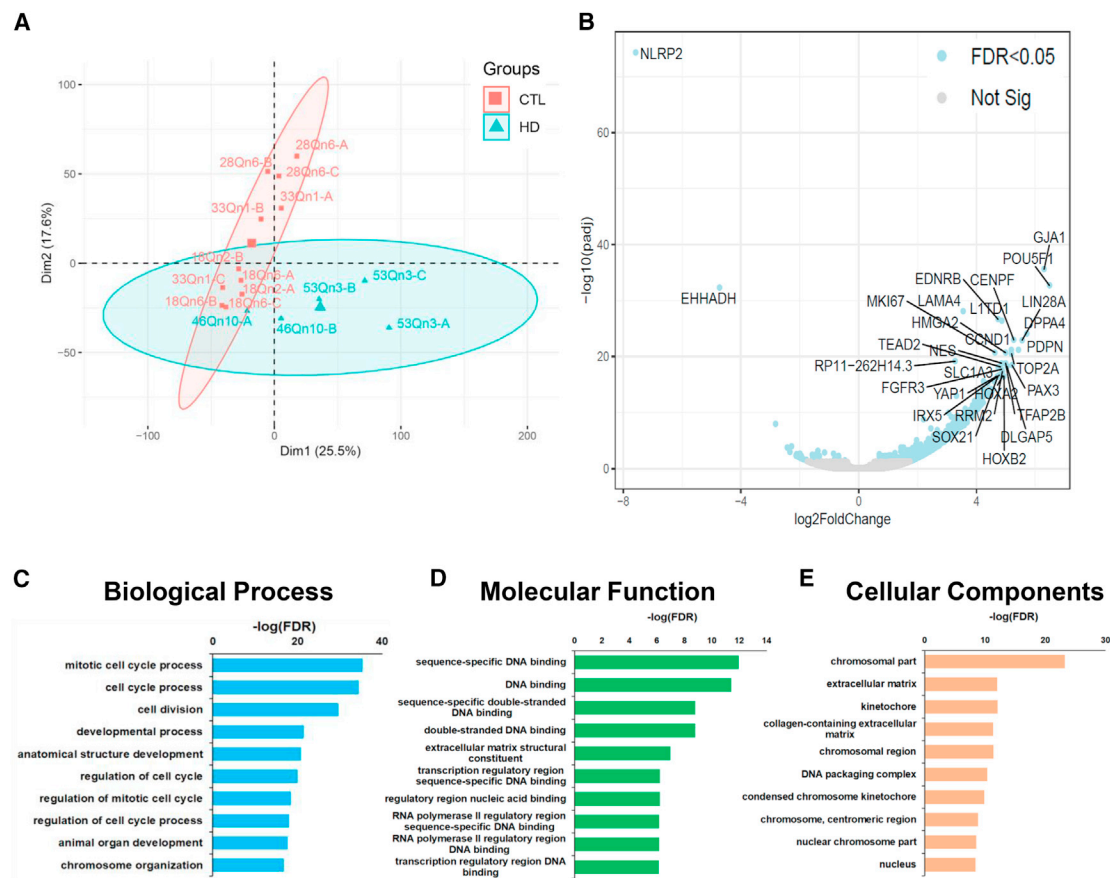 A
Groups
CTL
HD
100
50
0
−50
−100
0
100
200
Dim2 (17.6%)
Dim1 (25.5%)
28Qn6-A
28Qn6-B
28Qn6-C
33Qn1-A
33Qn1-B
18Qn2-B
33Qn1-C
18Qn6-A
18Qn2-A
18Qn6-B
18Qn6-C
46Qn10-A
46Qn10-B
53Qn3-C
53Qn3-B
53Qn3-A
B
FDR<0.05
Not Sig
NLRP2
EHHADH
GJA1
POU5F1
EDNRB
CENPF
MKI67
LAMA4
L1TD1
LIN28A
HMGA2
CCND1
DPPA4
TEAD2
NES
PDPN
RP11−262H14.3
SLC1A3
TOP2A
FGFR3
YAP1
HOXA2
PAX3
IRX5
RRM2
TFAP2B
SOX21
DLGAP5
HOXB2
60
40
20
0
−8
−4
0
4
−log10(padj)
log2FoldChange
C
Biological Process
-log(FDR)
0
20
40
mitotic cell cycle process
cell cycle process
cell division
developmental process
anatomical structure development
regulation of cell cycle
regulation of mitotic cell cycle
regulation of cell cycle process
animal organ development
chromosome organization
D
Molecular Function
-log(FDR)
0 2 4 6 8 10 12 14
sequence-specific DNA binding
DNA binding
sequence-specific double-stranded
DNA binding
double-stranded DNA binding
extracellular matrix structural
constituent
transcription regulatory region
sequence-specific DNA binding
regulatory region nucleic acid binding
RNA polymerase II regulatory region
sequence-specific DNA binding
RNA polymerase II regulatory region
DNA binding
transcription regulatory region DNA
binding
E
Cellular Components
-log(FDR)
0
10
20
30
chromosomal part
extracellular matrix
kinetochore
collagen-containing extracellular
matrix
chromosomal region
DNA packaging complex
condensed chromosome kinetochore
chromosome, centromeric region
nuclear chromosome part
nucleus